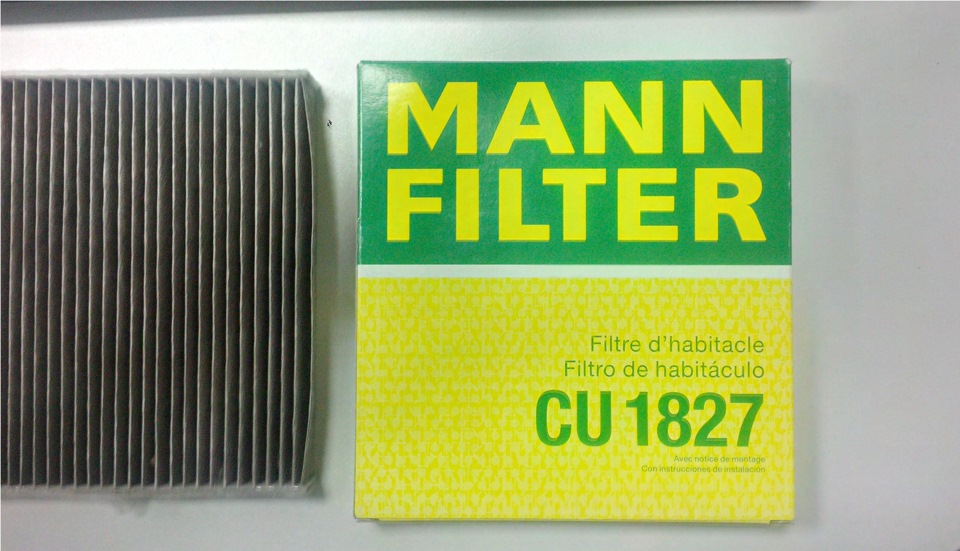 MANN
FILTER
Filtre d'habitacle
Filtro de habitáculo
CU 1827
Avec notice de montage
Con instrucciones de instalación